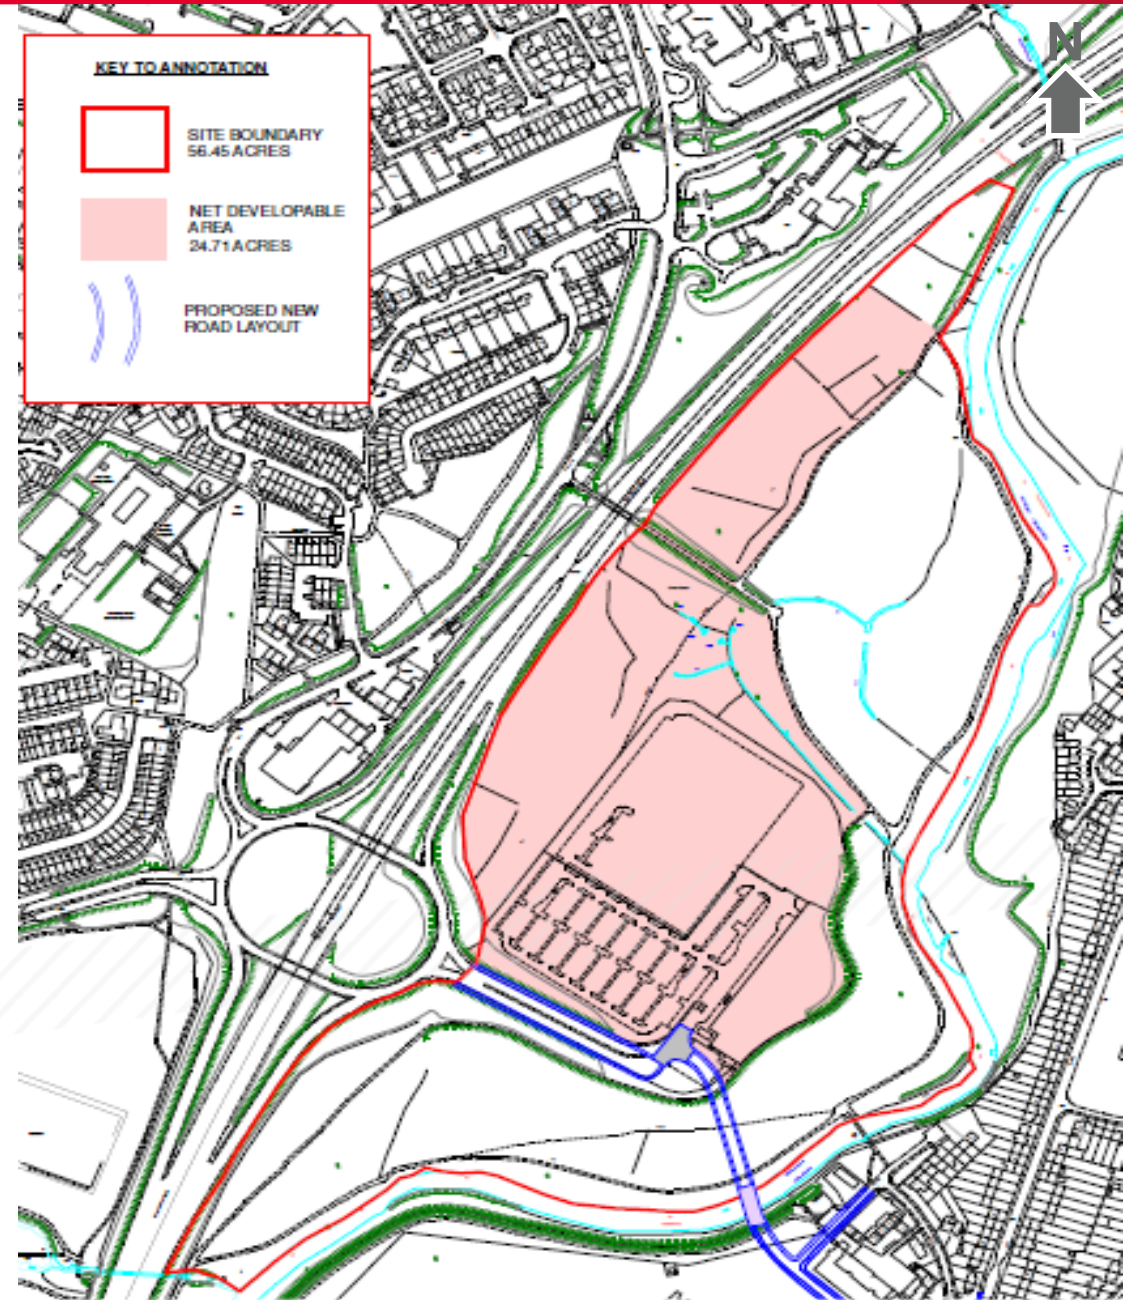 KEY TO ANNOTATION
SITE BOUNDARY
56.45 ACRES
NET DEVELOPABLE
AREA
24.71 ACRES
PROPOSED NEW
ROAD LAYOUT
N